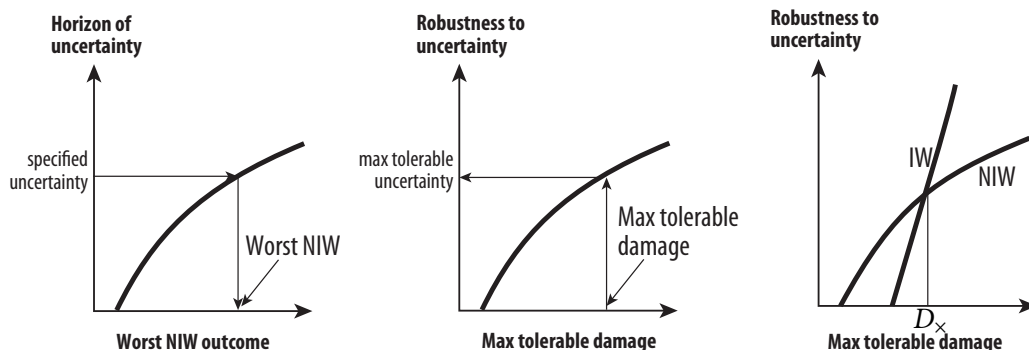 Horizon of
uncertainty
specified
uncertainty
Worst NIW
Worst NIW outcome
Robustness to
uncertainty
max tolerable
uncertainty
Max tolerable
damage
Max tolerable damage
Robustness to
uncertainty
IW
NIW
D×
Max tolerable damage